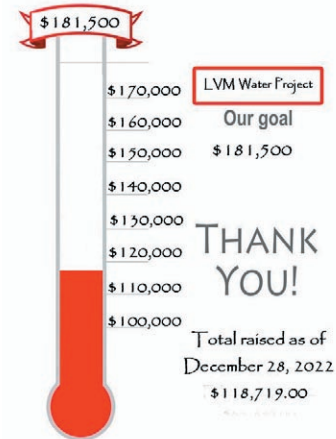 $181,500
$170,000
$160,000
$150,000
$140,000
$130,000
$120,000
$110,000
$100,000
LVM Water Project
Our goal
$181,500
THANK
YOU!
Total raised as of
December 28, 2022
$118,719.00